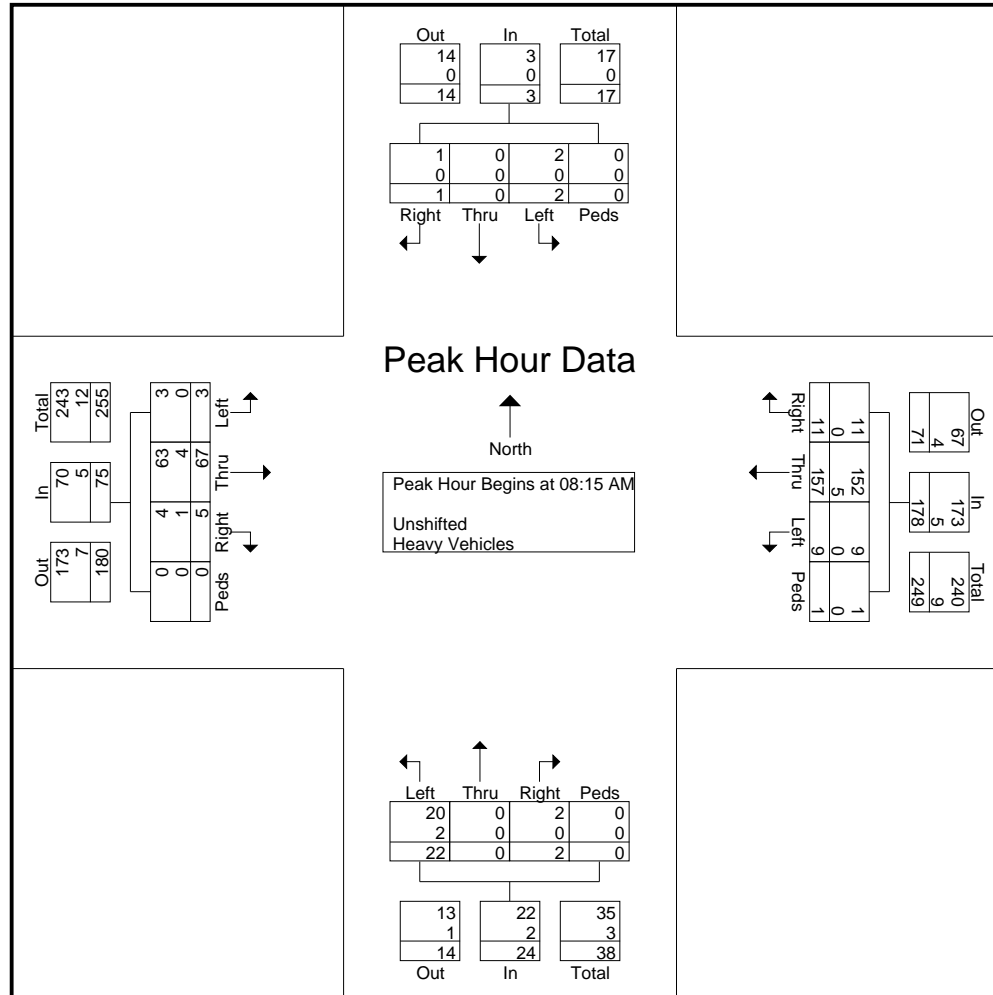 Out In Total
14 3 17
0 0 0
14 3 17
1 0 2 0
0 0 0 0
1 0 2 0
Right Thru Left Peds
Peak Hour Data
North
Peak Hour Begins at 08:15 AM
Unshifted
Heavy Vehicles
Out In Total
173 70 243
7 5 12
180 75 255
0 4 63 3
0 1 4 0
0 5 67 3
Peds Right Thru Left
Out In Total
67 173 240
4 5 9
71 178 249
11 152 9 1
0 5 0 0
11 157 9 1
Right Thru Left Peds
Left Thru Right Peds
20 0 2 0
2 0 0 0
22 0 2 0
13 22 35
1 2 3
14 24 38
Out In Total